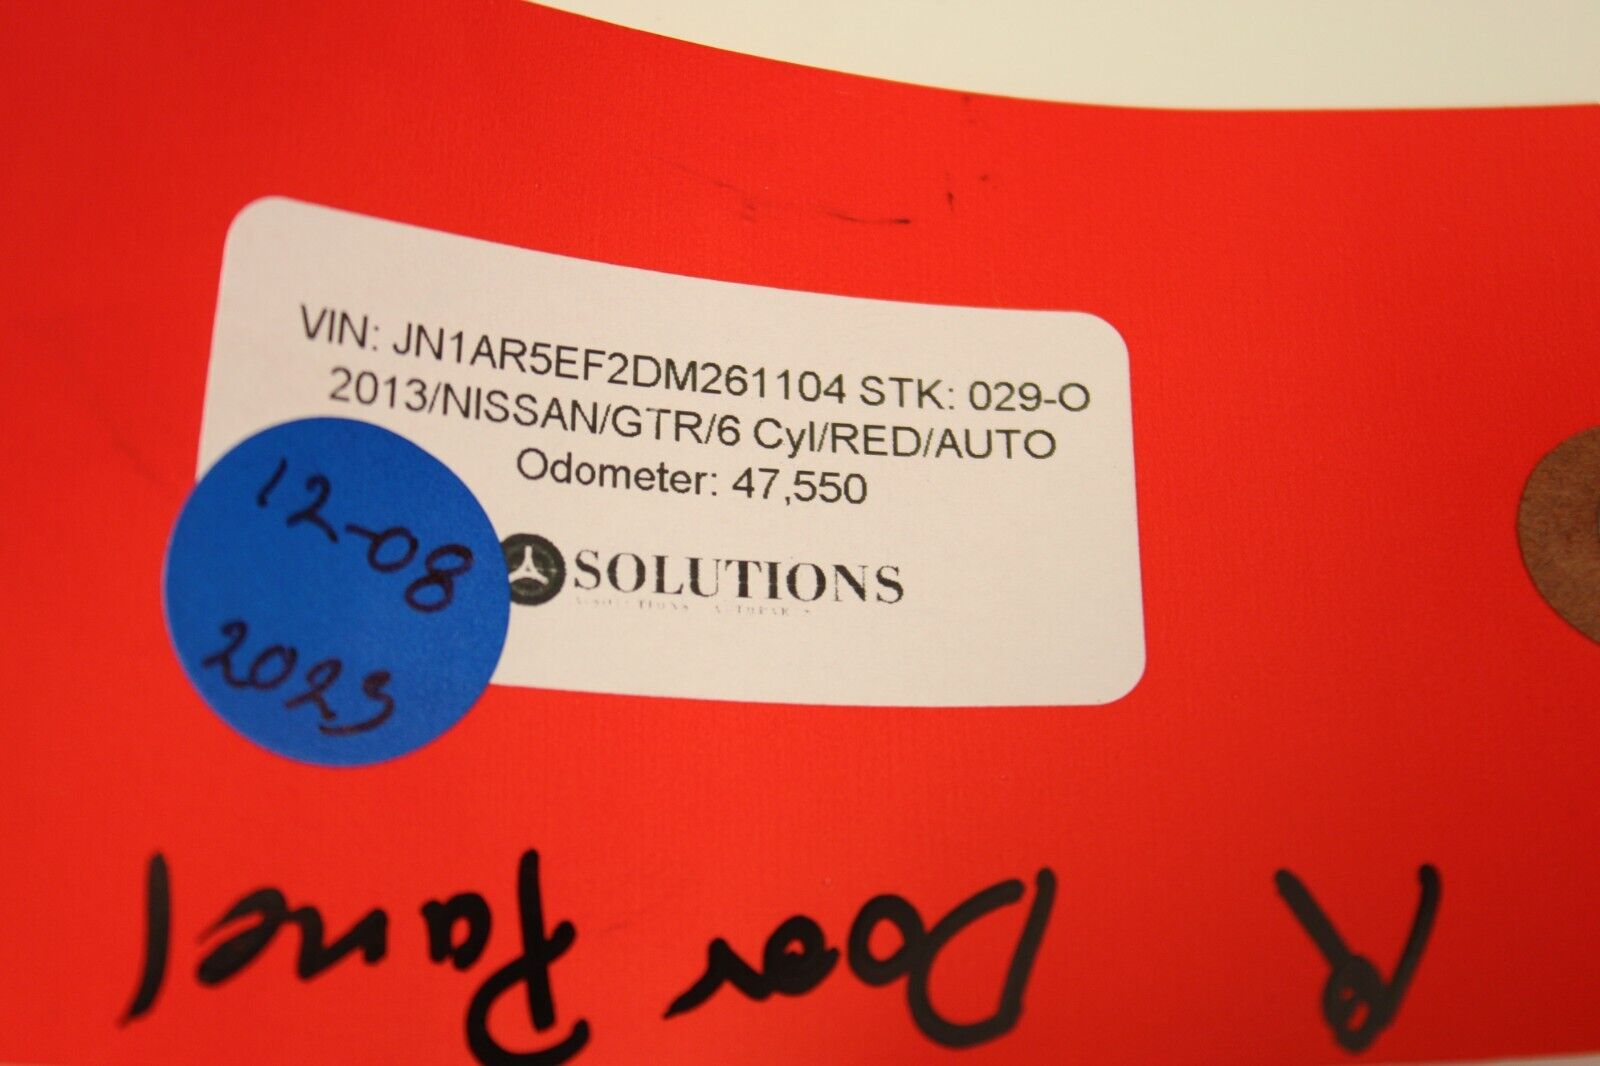 VIN: JN1AR5EF2DM261104 STK: 029-O
2013/NISSAN/GTR/6 Cyl/RED/AUTO
Odometer: 47,550
SOLUTIONS
12-08
2023
R Door Panel